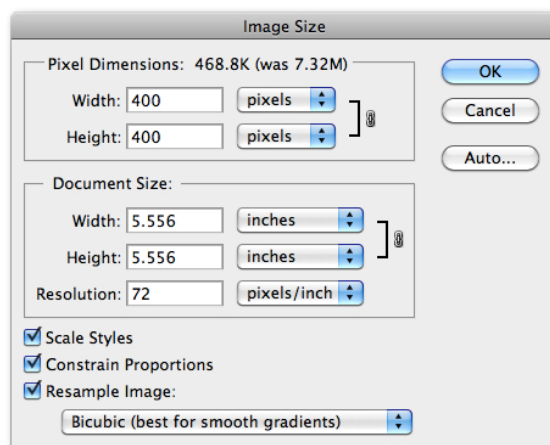 Image Size
Pixel Dimensions: 468.8K (was 7.32M)
Width: 400 pixels
Height: 400 pixels
OK
Cancel
Auto...
Document Size:
Width: 5.556 inches
Height: 5.556 inches
Resolution: 72 pixels/inch
Scale Styles
Constrain Proportions
Resample Image:
Bicubic (best for smooth gradients)